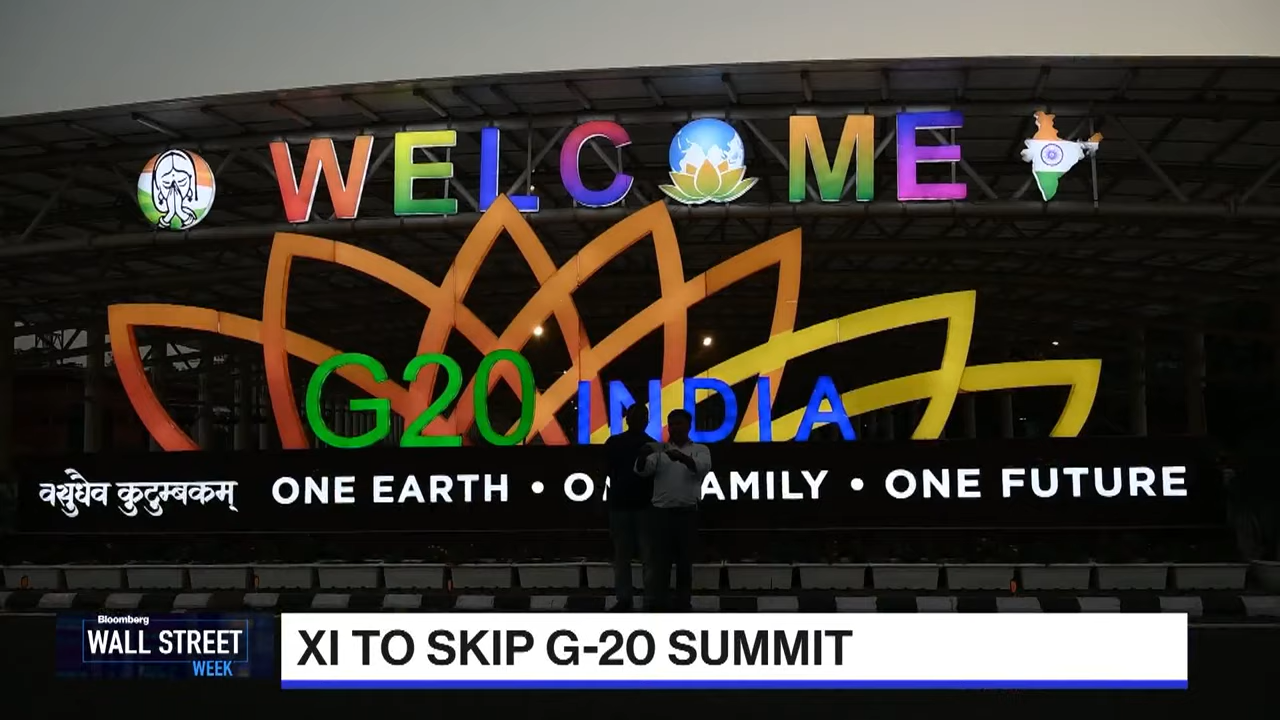 WELCOME
G20 INDIA
वसुधैव कुटुम्बकम् ONE EARTH • ON FAMILY • ONE FUTURE
Bloomberg
WALL STREET
WEEK
XI TO SKIP G-20 SUMMIT